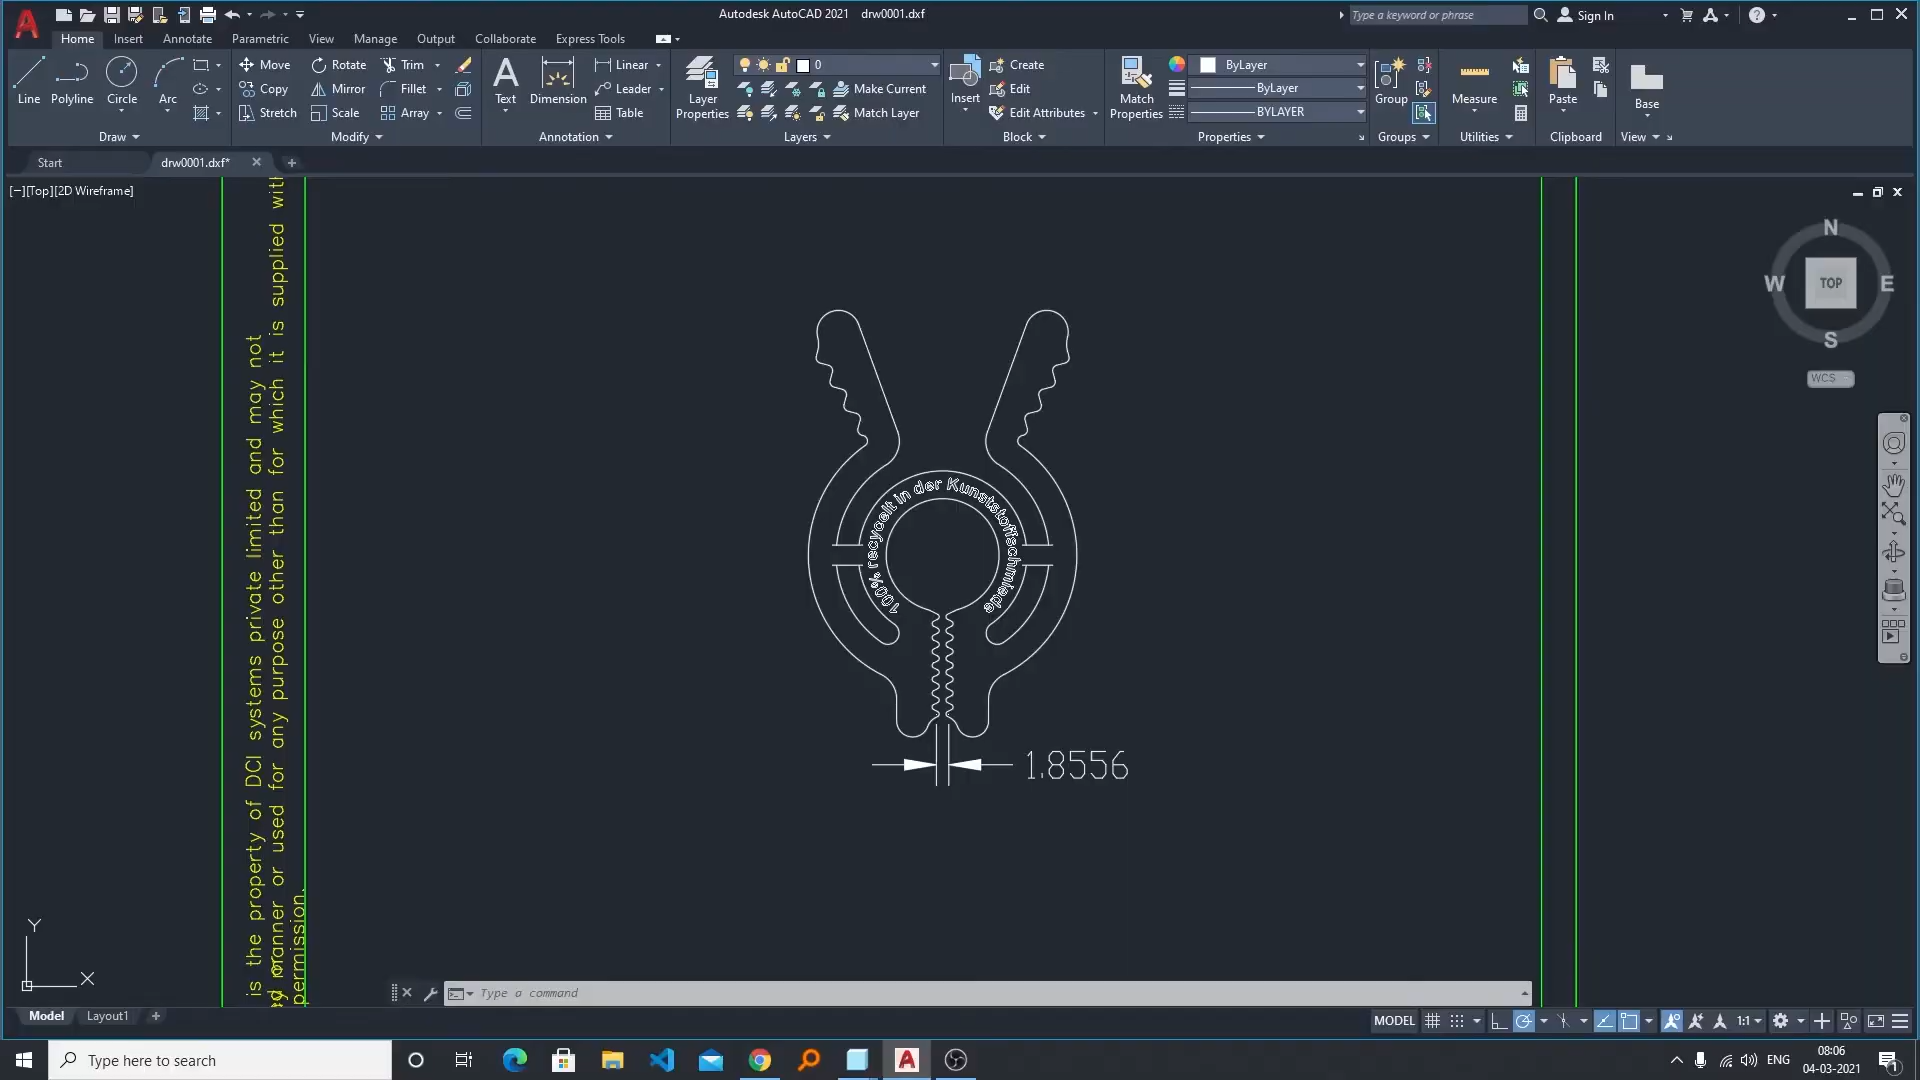 Autodesk AutoCAD 2021 drw0001.dxf
Type a keyword or phrase
Sign In
Home Insert Annotate Parametric View Manage Output Collaborate Express Tools
Line
Polyline
Circle
Arc
Draw
Move
Rotate
Trim
Copy
Mirror
Fillet
Stretch
Scale
Array
Modify
Text
Dimension
Linear
Leader
Table
Annotation
Layer
Properties
0
Make Current
Match Layer
Layers
Insert
Create
Edit
Edit Attributes
Block
Match
Properties
ByLayer
ByLayer
BYLAYER
Properties
Group
Groups
Measure
Utilities
Paste
Clipboard
Base
View
Start
drw0001.dxf*
[−][Top][2D Wireframe]
N
W
TOP
E
S
WCS
is the property of DCI systems private limited and may not
manner or used for any purpose other than for which it is supplied with
permission.
100% recycelt in der Kunststoffschmiede
1.8556
Y
X
Type a command
Model
Layout1
MODEL
1:1
Type here to search
ENG
08:06
04-03-2021
1